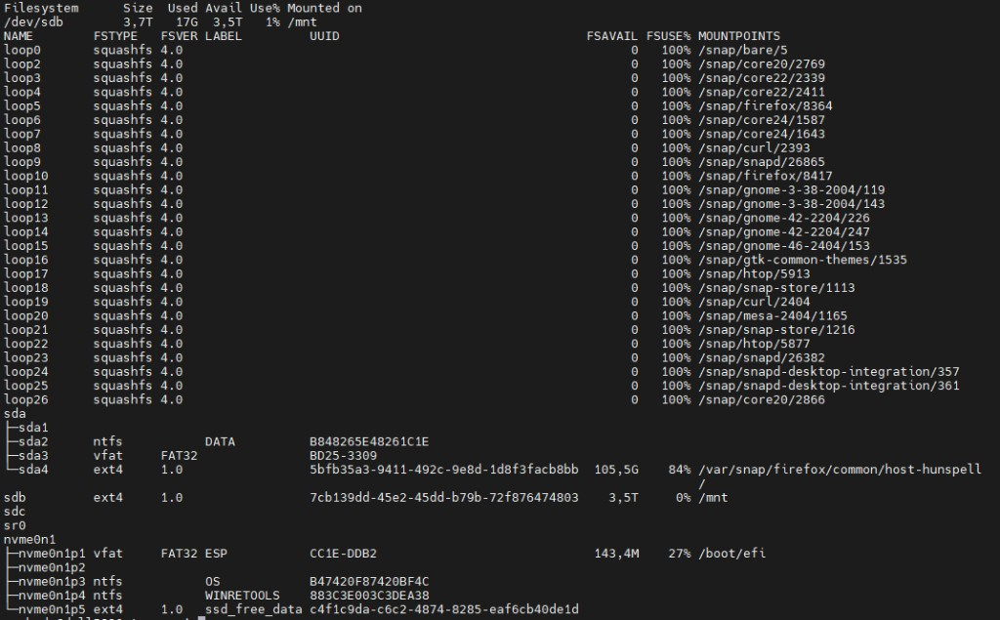 Filesystem      Size  Used Avail Use% Mounted on
/dev/sdb        3,7T   17G  3,5T   1% /mnt
NAME        FSTYPE   FSVER LABEL         UUID                                 FSAVAIL FSUSE% MOUNTPOINTS
loop0       squashfs 4.0                                                            0   100% /snap/bare/5
loop2       squashfs 4.0                                                            0   100% /snap/core20/2769
loop3       squashfs 4.0                                                            0   100% /snap/core22/2339
loop4       squashfs 4.0                                                            0   100% /snap/core22/2411
loop5       squashfs 4.0                                                            0   100% /snap/firefox/8364
loop6       squashfs 4.0                                                            0   100% /snap/core24/1587
loop7       squashfs 4.0                                                            0   100% /snap/core24/1643
loop8       squashfs 4.0                                                            0   100% /snap/curl/2393
loop9       squashfs 4.0                                                            0   100% /snap/snapd/26865
loop10      squashfs 4.0                                                            0   100% /snap/firefox/8417
loop11      squashfs 4.0                                                            0   100% /snap/gnome-3-38-2004/119
loop12      squashfs 4.0                                                            0   100% /snap/gnome-3-38-2004/143
loop13      squashfs 4.0                                                            0   100% /snap/gnome-42-2204/226
loop14      squashfs 4.0                                                            0   100% /snap/gnome-42-2204/247
loop15      squashfs 4.0                                                            0   100% /snap/gnome-46-2404/153
loop16      squashfs 4.0                                                            0   100% /snap/gtk-common-themes/1535
loop17      squashfs 4.0                                                            0   100% /snap/htop/5913
loop18      squashfs 4.0                                                            0   100% /snap/snap-store/1113
loop19      squashfs 4.0                                                            0   100% /snap/curl/2404
loop20      squashfs 4.0                                                            0   100% /snap/mesa-2404/1165
loop21      squashfs 4.0                                                            0   100% /snap/snap-store/1216
loop22      squashfs 4.0                                                            0   100% /snap/htop/5877
loop23      squashfs 4.0                                                            0   100% /snap/snapd/26382
loop24      squashfs 4.0                                                            0   100% /snap/snapd-desktop-integration/357
loop25      squashfs 4.0                                                            0   100% /snap/snapd-desktop-integration/361
loop26      squashfs 4.0                                                            0   100% /snap/core20/2866
sda
├─sda1
├─sda2      ntfs           DATA          B848265E48261C1E
├─sda3      vfat     FAT32               BD25-3309
└─sda4      ext4     1.0                 5bfb35a3-9411-492c-9e8d-1d8f3facb8bb  105,5G    84% /var/snap/firefox/common/host-hunspell
                                                                                             /
sdb         ext4     1.0                 7cb139dd-45e2-45dd-b79b-72f876474803    3,5T     0% /mnt
sdc
sr0
nvme0n1
├─nvme0n1p1 vfat     FAT32 ESP           CC1E-DDB2                             143,4M    27% /boot/efi
├─nvme0n1p2
├─nvme0n1p3 ntfs           OS            B47420F87420BF4C
├─nvme0n1p4 ntfs           WINRETOOLS    883C3E003C3DEA38
└─nvme0n1p5 ext4     1.0   ssd_free_data c4f1c9da-c6c2-4874-8285-eaf6cb40de1d